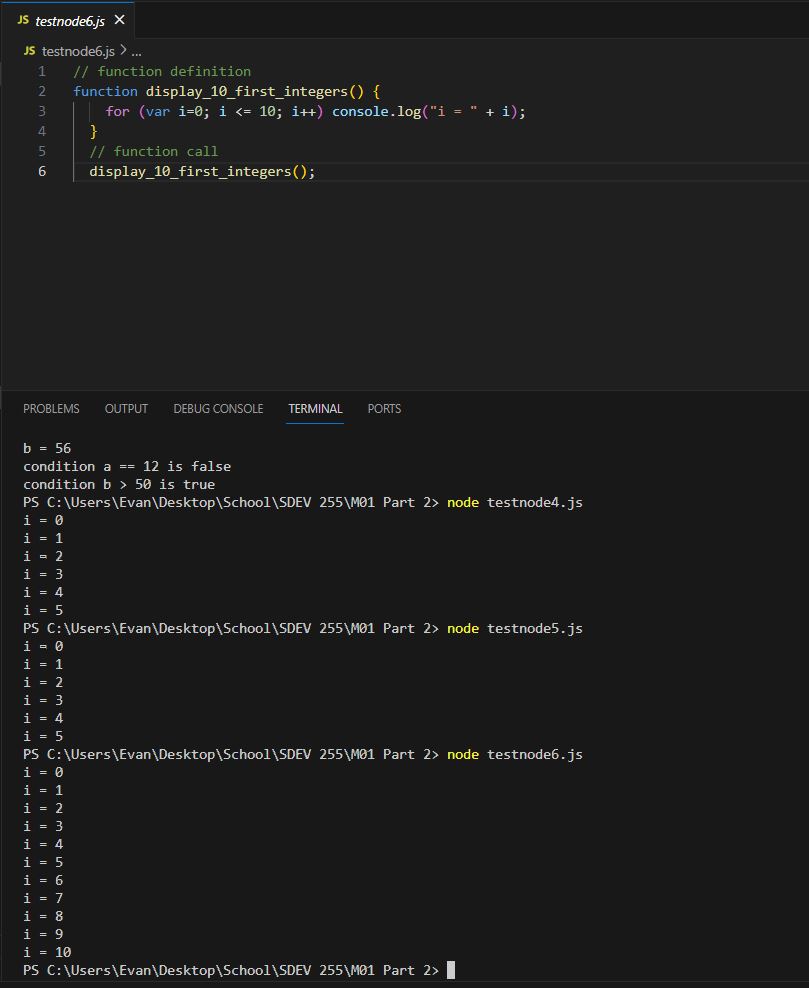 JS testnode6.js ×
JS testnode6.js > ...
1 // function definition
2 function display_10_first_integers() {
3 for (var i=0; i <= 10; i++) console.log("i = " + i);
4 }
5 // function call
6 display_10_first_integers();
PROBLEMS OUTPUT DEBUG CONSOLE TERMINAL PORTS
b = 56
condition a == 12 is false
condition b > 50 is true
PS C:\Users\Evan\Desktop\School\SDEV 255\M01 Part 2> node testnode4.js
i = 0
i = 1
i = 2
i = 3
i = 4
i = 5
PS C:\Users\Evan\Desktop\School\SDEV 255\M01 Part 2> node testnode5.js
i = 0
i = 1
i = 2
i = 3
i = 4
i = 5
PS C:\Users\Evan\Desktop\School\SDEV 255\M01 Part 2> node testnode6.js
i = 0
i = 1
i = 2
i = 3
i = 4
i = 5
i = 6
i = 7
i = 8
i = 9
i = 10
PS C:\Users\Evan\Desktop\School\SDEV 255\M01 Part 2>